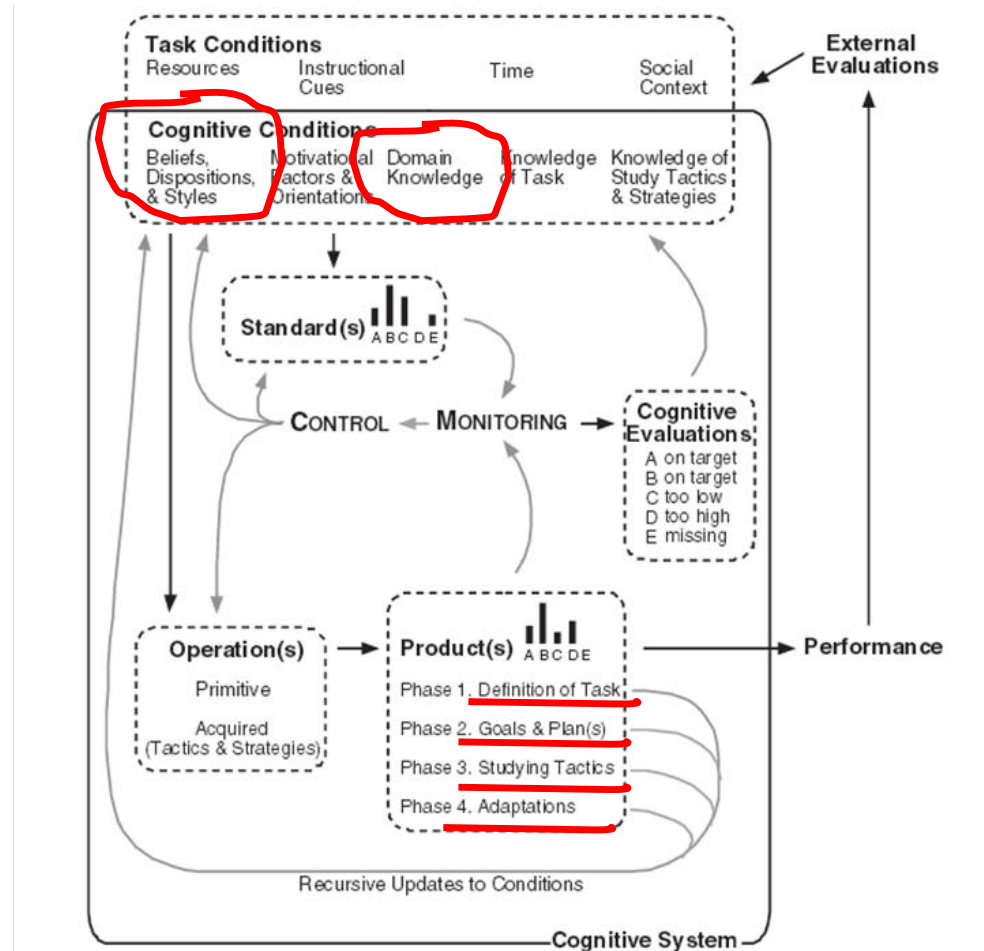 Task Conditions
External
Evaluations
Resources
Instructional
Cues
Time
Social
Context
Cognitive Conditions
Beliefs,
Dispositions,
& Styles
Motivational
Factors &
Orientations
Domain
Knowledge
Knowledge
of Task
Knowledge of
Study Tactics
& Strategies
Standard(s)
A B C D E
CONTROL
MONITORING
Cognitive
Evaluations
A on target
B on target
C too low
D too high
E missing
Operation(s)
Primitive
Acquired
(Tactics & Strategies)
Product(s)
A B C D E
Phase 1. Definition of Task
Phase 2. Goals & Plan(s)
Phase 3. Studying Tactics
Phase 4. Adaptations
Performance
Recursive Updates to Conditions
Cognitive System